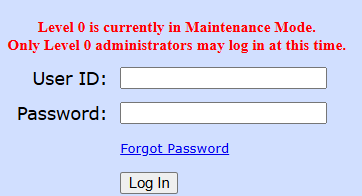 Level 0 is currently in Maintenance Mode.
Only Level 0 administrators may log in at this time.
User ID:
Password:
Forgot Password
Log In